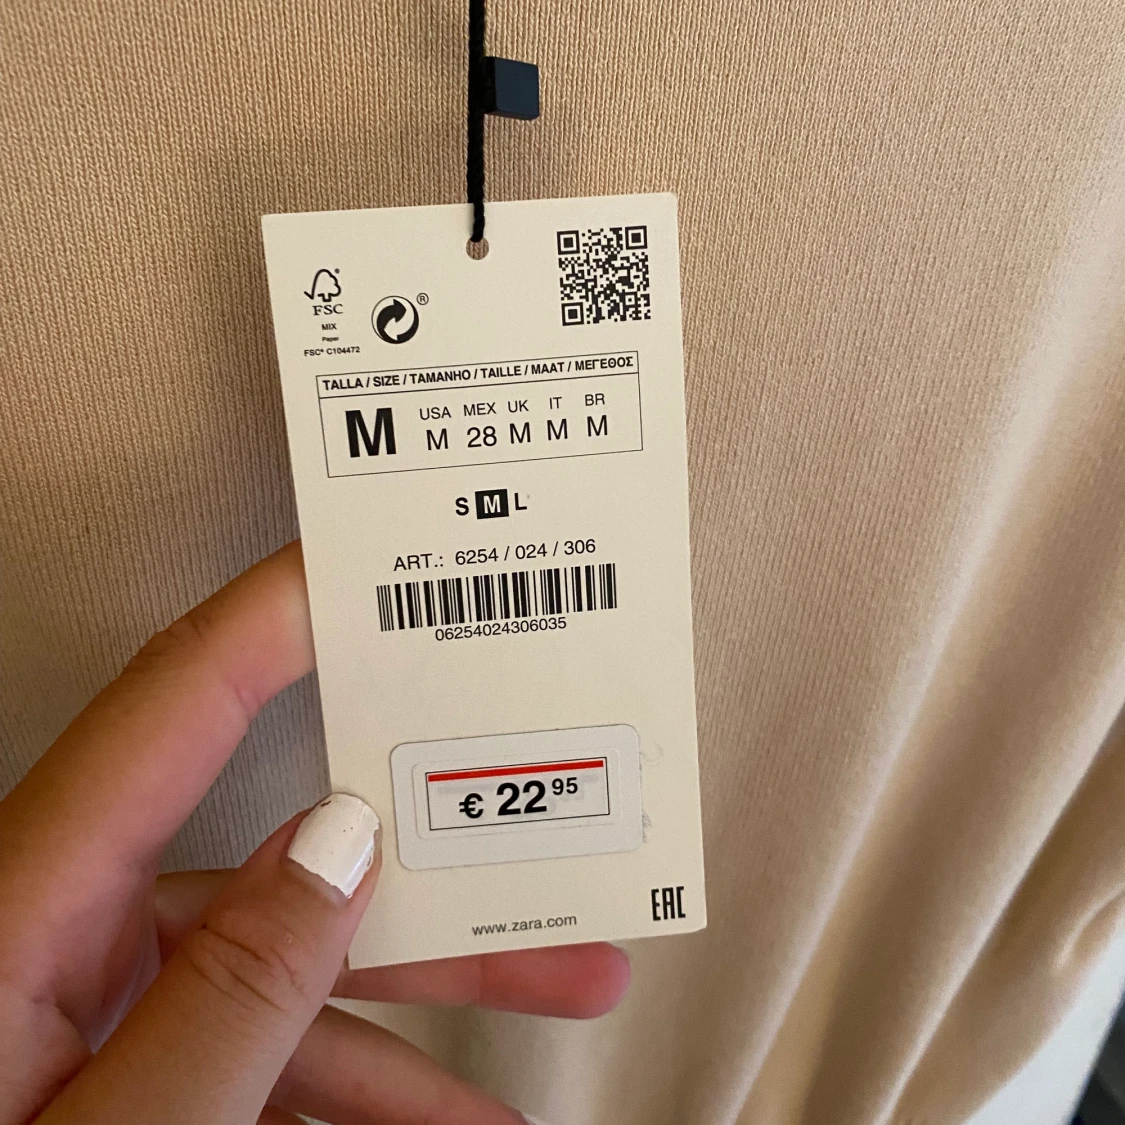 FSC®
MIX
Paper
FSC® C104472
®
TALLA / SIZE / TAMANHO / TAILLE / MAAT / ΜΕΓΕΘΟΣ
M
USA MEX UK IT BR
M 28 M M M
S M L
ART.: 6254 / 024 / 306
06254024306035
€ 22 95
www.zara.com
EAC